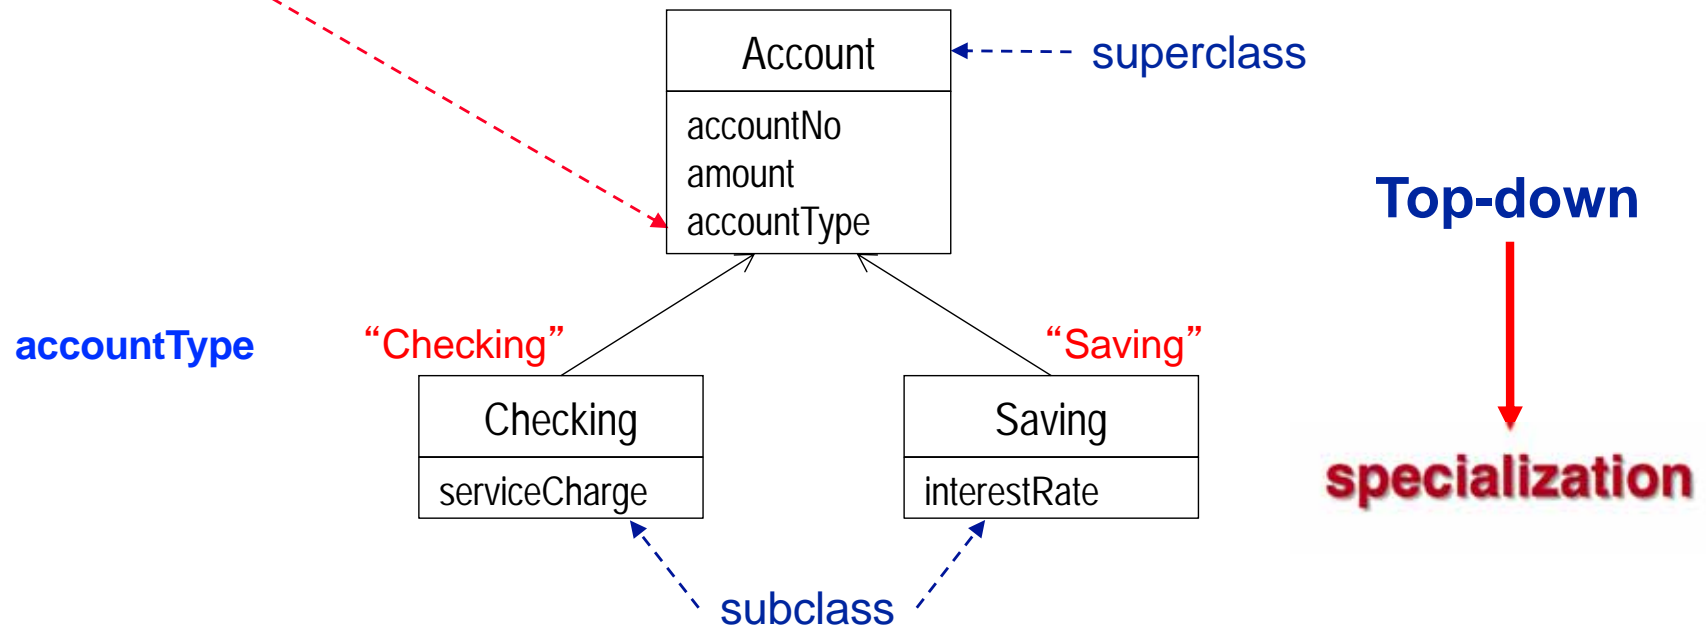 Account
superclass
accountNo
amount
accountType
Top-down
accountType
“Checking”
“Saving”
Checking
Saving
serviceCharge
interestRate
specialization
subclass